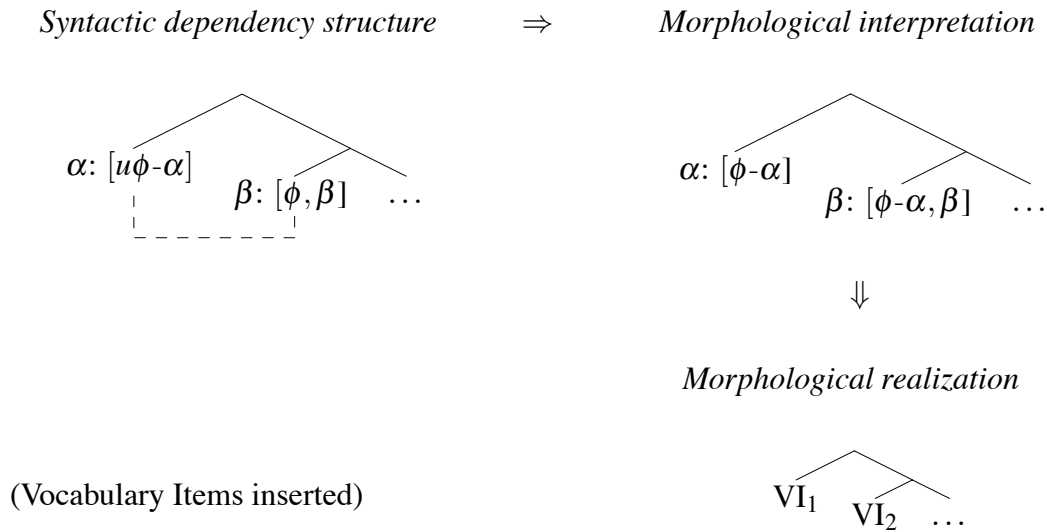 Syntactic dependency structure ⇒ Morphological interpretation
α: [uϕ-α]
β: [ϕ, β] …
α: [ϕ-α]
β: [ϕ-α, β] …
⇓
Morphological realization
(Vocabulary Items inserted)
VI₁
VI₂ …